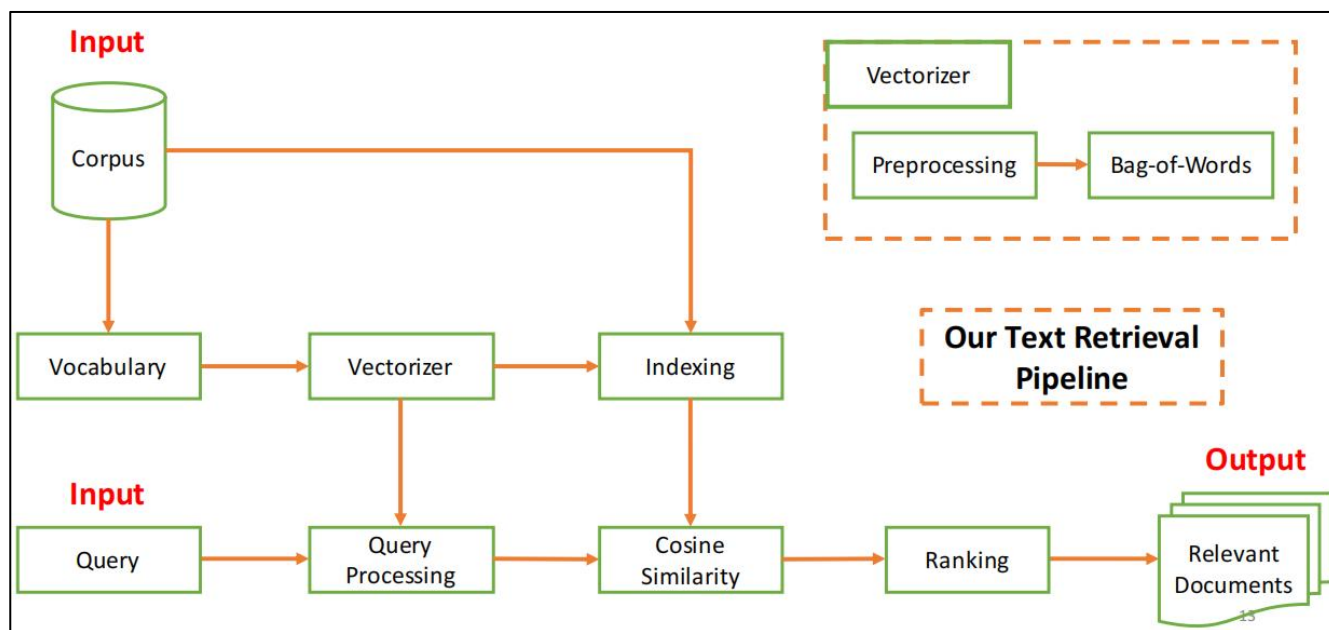 Input
Corpus
Vectorizer
Preprocessing
Bag-of-Words
Vocabulary
Vectorizer
Indexing
Our Text Retrieval
Pipeline
Input
Output
Query
Query
Processing
Cosine
Similarity
Ranking
Relevant
Documents
13